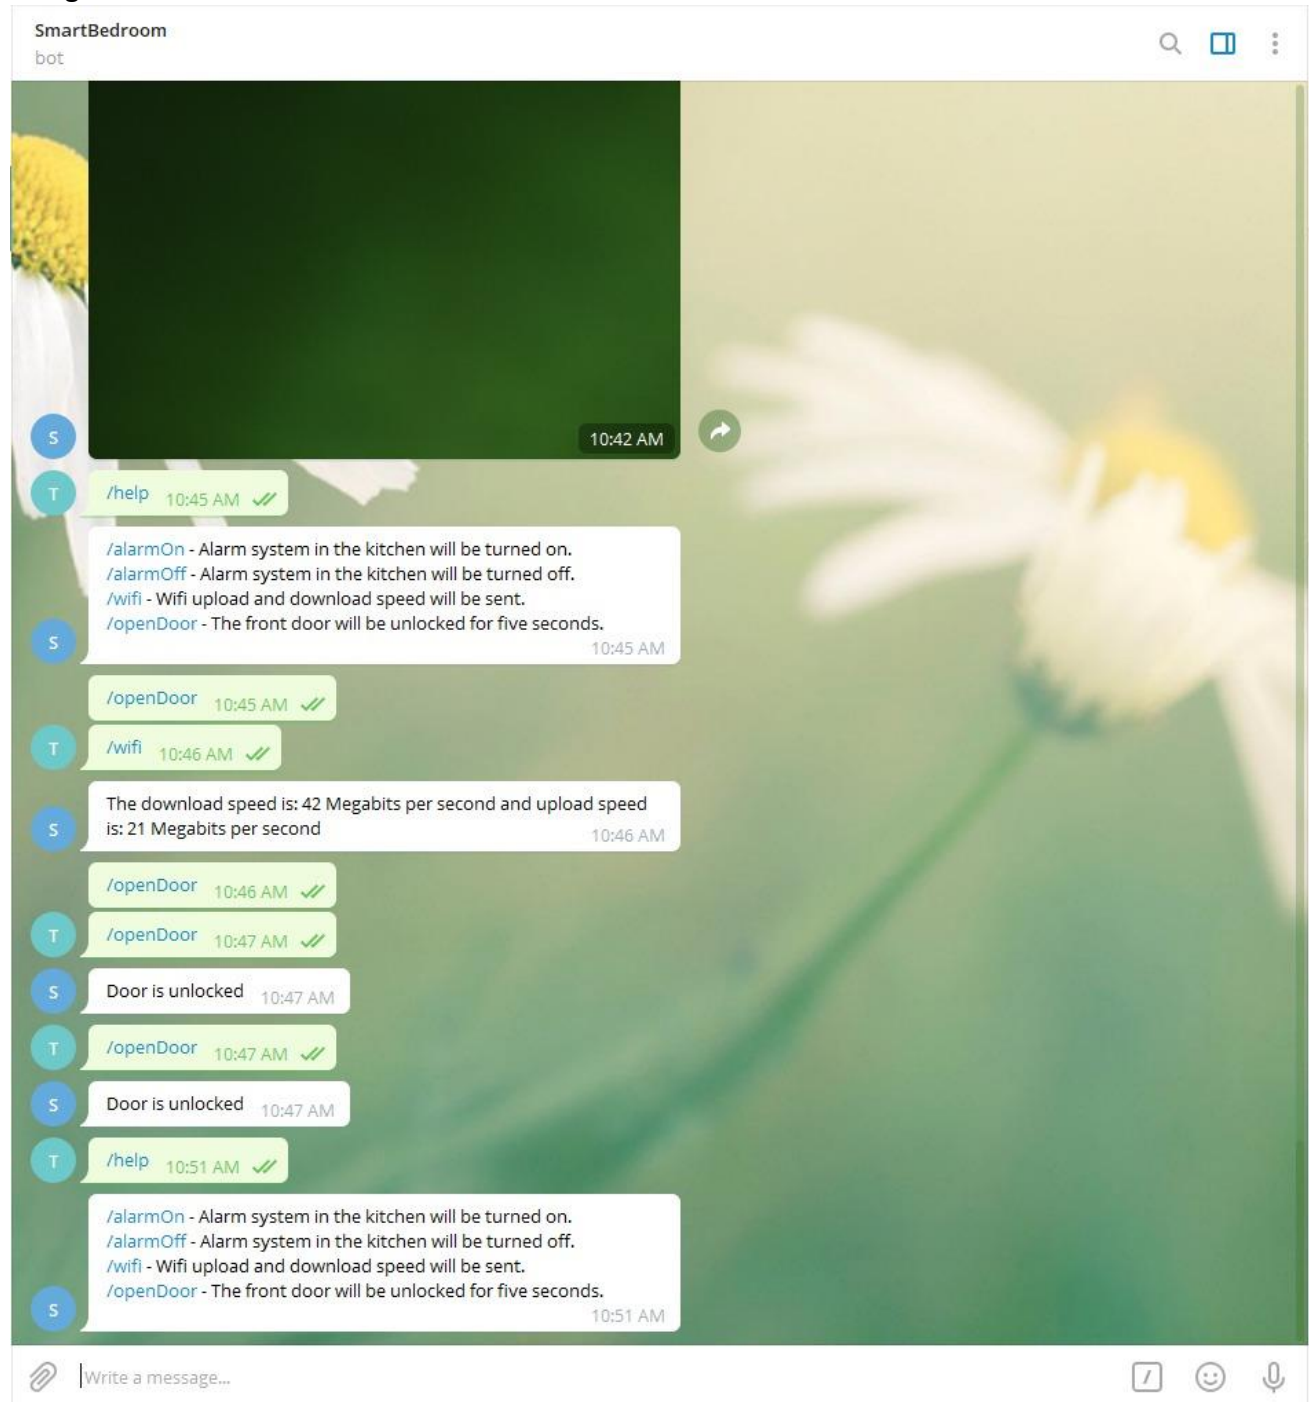 SmartBedroom
bot
10:42 AM
S
T
/help 10:45 AM
/alarmOn - Alarm system in the kitchen will be turned on.
/alarmOff - Alarm system in the kitchen will be turned off.
/wifi - Wifi upload and download speed will be sent.
/openDoor - The front door will be unlocked for five seconds.
S
10:45 AM
/openDoor 10:45 AM
T
/wifi 10:46 AM
The download speed is: 42 Megabits per second and upload speed
is: 21 Megabits per second 10:46 AM
S
/openDoor 10:46 AM
T
/openDoor 10:47 AM
S
Door is unlocked 10:47 AM
T
/openDoor 10:47 AM
S
Door is unlocked 10:47 AM
T
/help 10:51 AM
/alarmOn - Alarm system in the kitchen will be turned on.
/alarmOff - Alarm system in the kitchen will be turned off.
/wifi - Wifi upload and download speed will be sent.
/openDoor - The front door will be unlocked for five seconds.
S
10:51 AM
Write a message...
/